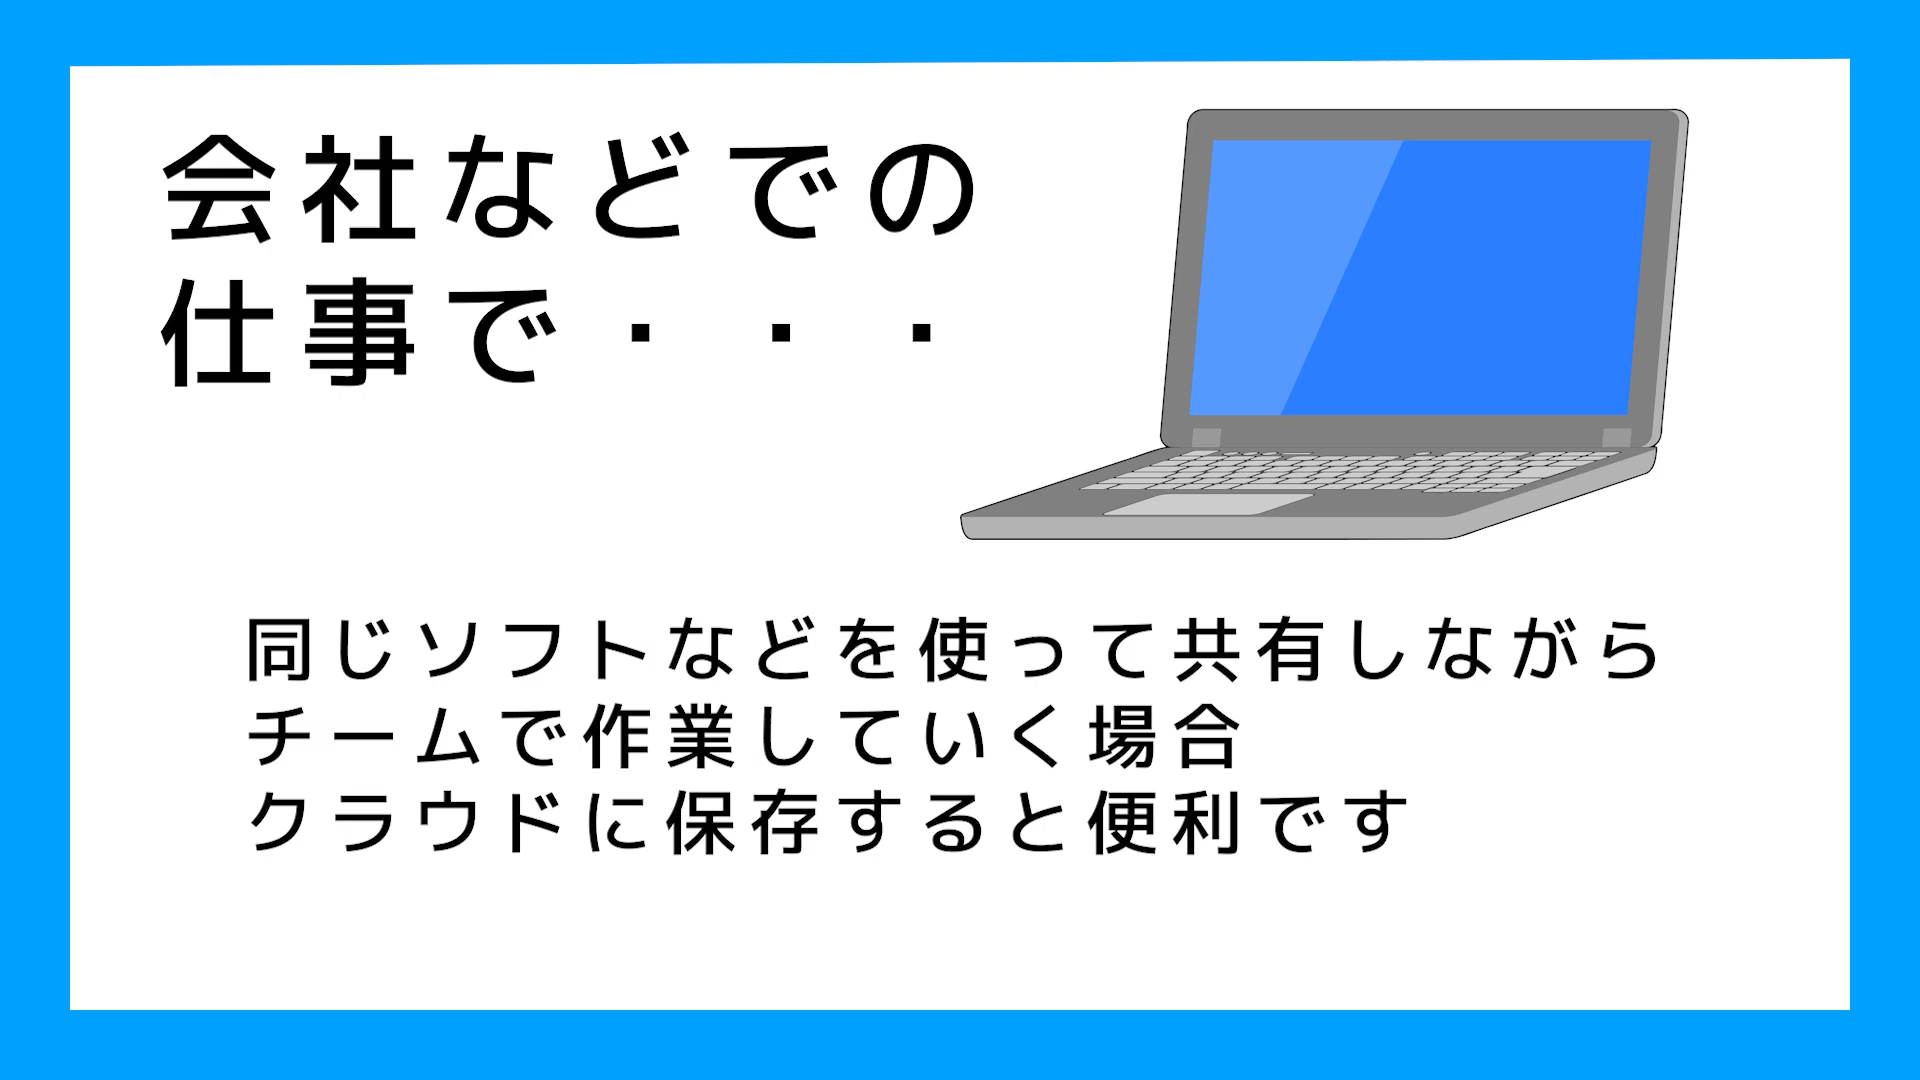 会社などでの
仕事で・・・
同じソフトなどを使って共有しながら
チームで作業していく場合
クラウドに保存すると便利です